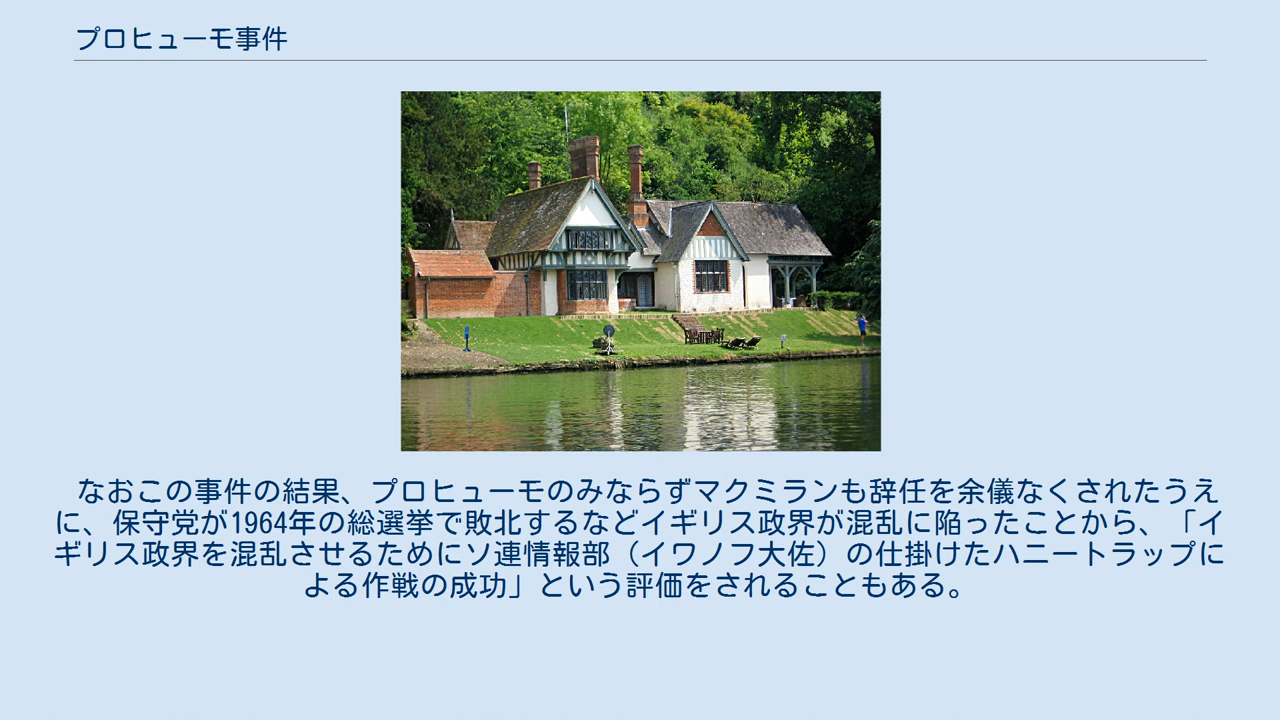 プロヒューモ事件
なおこの事件の結果、プロヒューモのみならずマクミランも辞任を余儀なくされたうえ
に、保守党が1964年の総選挙で敗北するなどイギリス政界が混乱に陥ったことから、「イ
ギリス政界を混乱させるためにソ連情報部（イワノフ大佐）の仕掛けたハニートラップに
よる作戦の成功」という評価をされることもある。